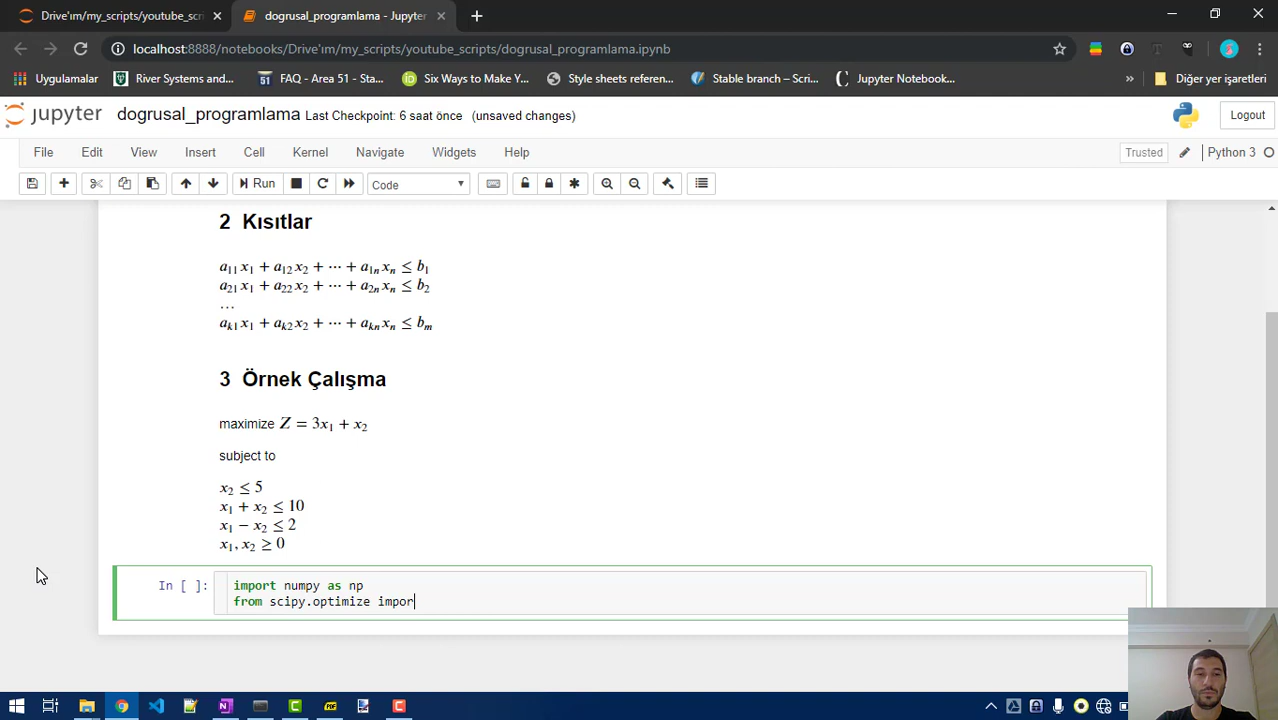 Drive'ım/my_scripts/youtube_scri
dogrusal_programlama - Jupyter
localhost:8888/notebooks/Drive'ım/my_scripts/youtube_scripts/dogrusal_programlama.ipynb
Uygulamalar
River Systems and...
51 FAQ - Area 51 - Sta...
iD Six Ways to Make Y...
Style sheets referen...
Stable branch – Scri...
Jupyter Notebook...
»
Diğer yer işaretleri
jupyter dogrusal_programlama Last Checkpoint: 6 saat önce (unsaved changes)
Logout
File Edit View Insert Cell Kernel Navigate Widgets Help
Trusted
Python 3
Run
Code
2 Kısıtlar
a₁₁x₁ + a₁₂x₂ + ⋯ + a₁ₙxₙ ≤ b₁
a₂₁x₁ + a₂₂x₂ + ⋯ + a₂ₙxₙ ≤ b₂
…
aₖ₁x₁ + aₖ₂x₂ + ⋯ + aₖₙxₙ ≤ bₘ
3 Örnek Çalışma
maximize Z = 3x₁ + x₂
subject to
x₂ ≤ 5
x₁ + x₂ ≤ 10
x₁ − x₂ ≤ 2
x₁, x₂ ≥ 0
In [ ]: import numpy as np
from scipy.optimize impor